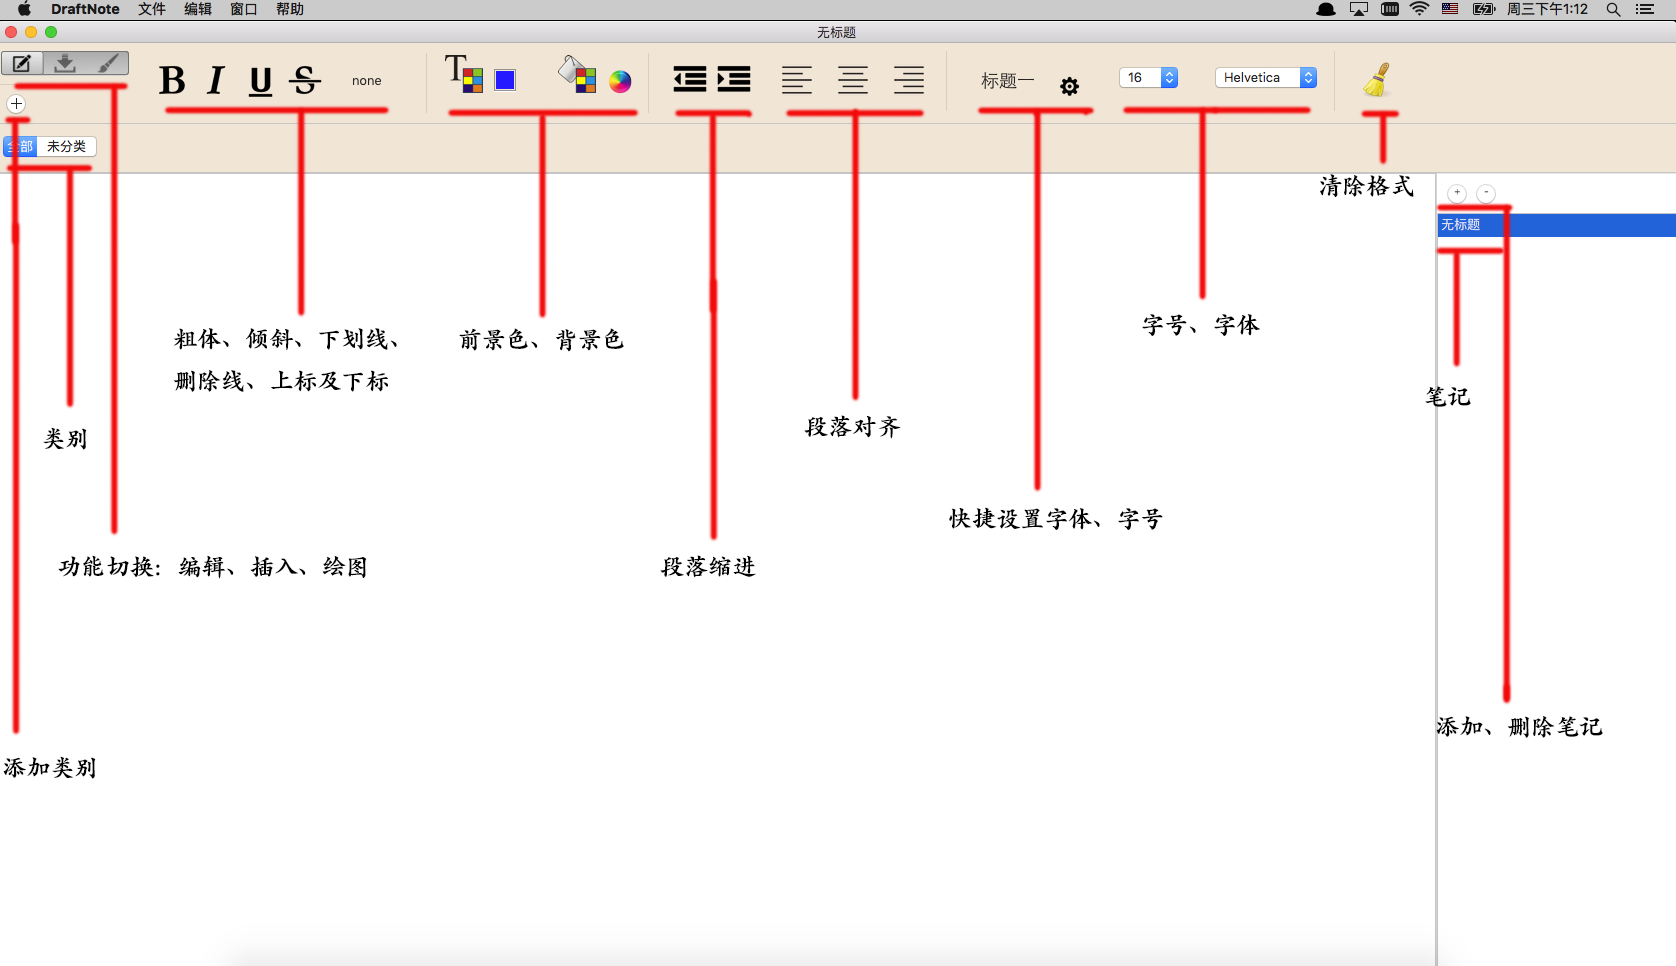 DraftNote 文件 编辑 窗口 帮助 周三下午1:12
无标题
B I U S none T 标题一 16 Helvetica
全部 未分类
清除格式
+ -
无标题
粗体、倾斜、下划线、
删除线、上标及下标
前景色、背景色
字号、字体
笔记
类别
段落对齐
快捷设置字体、字号
功能切换：编辑、插入、绘图
段落缩进
添加、删除笔记
添加类别